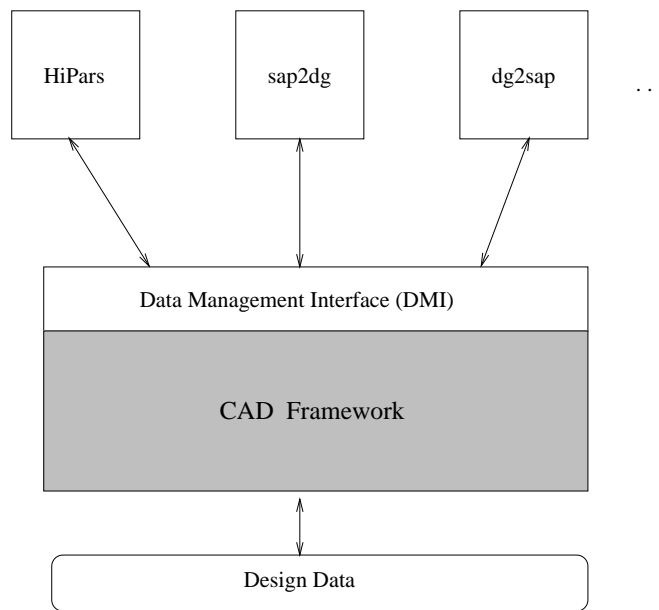 HiPars
sap2dg
dg2sap
. .
Data Management Interface (DMI)
CAD Framework
Design Data